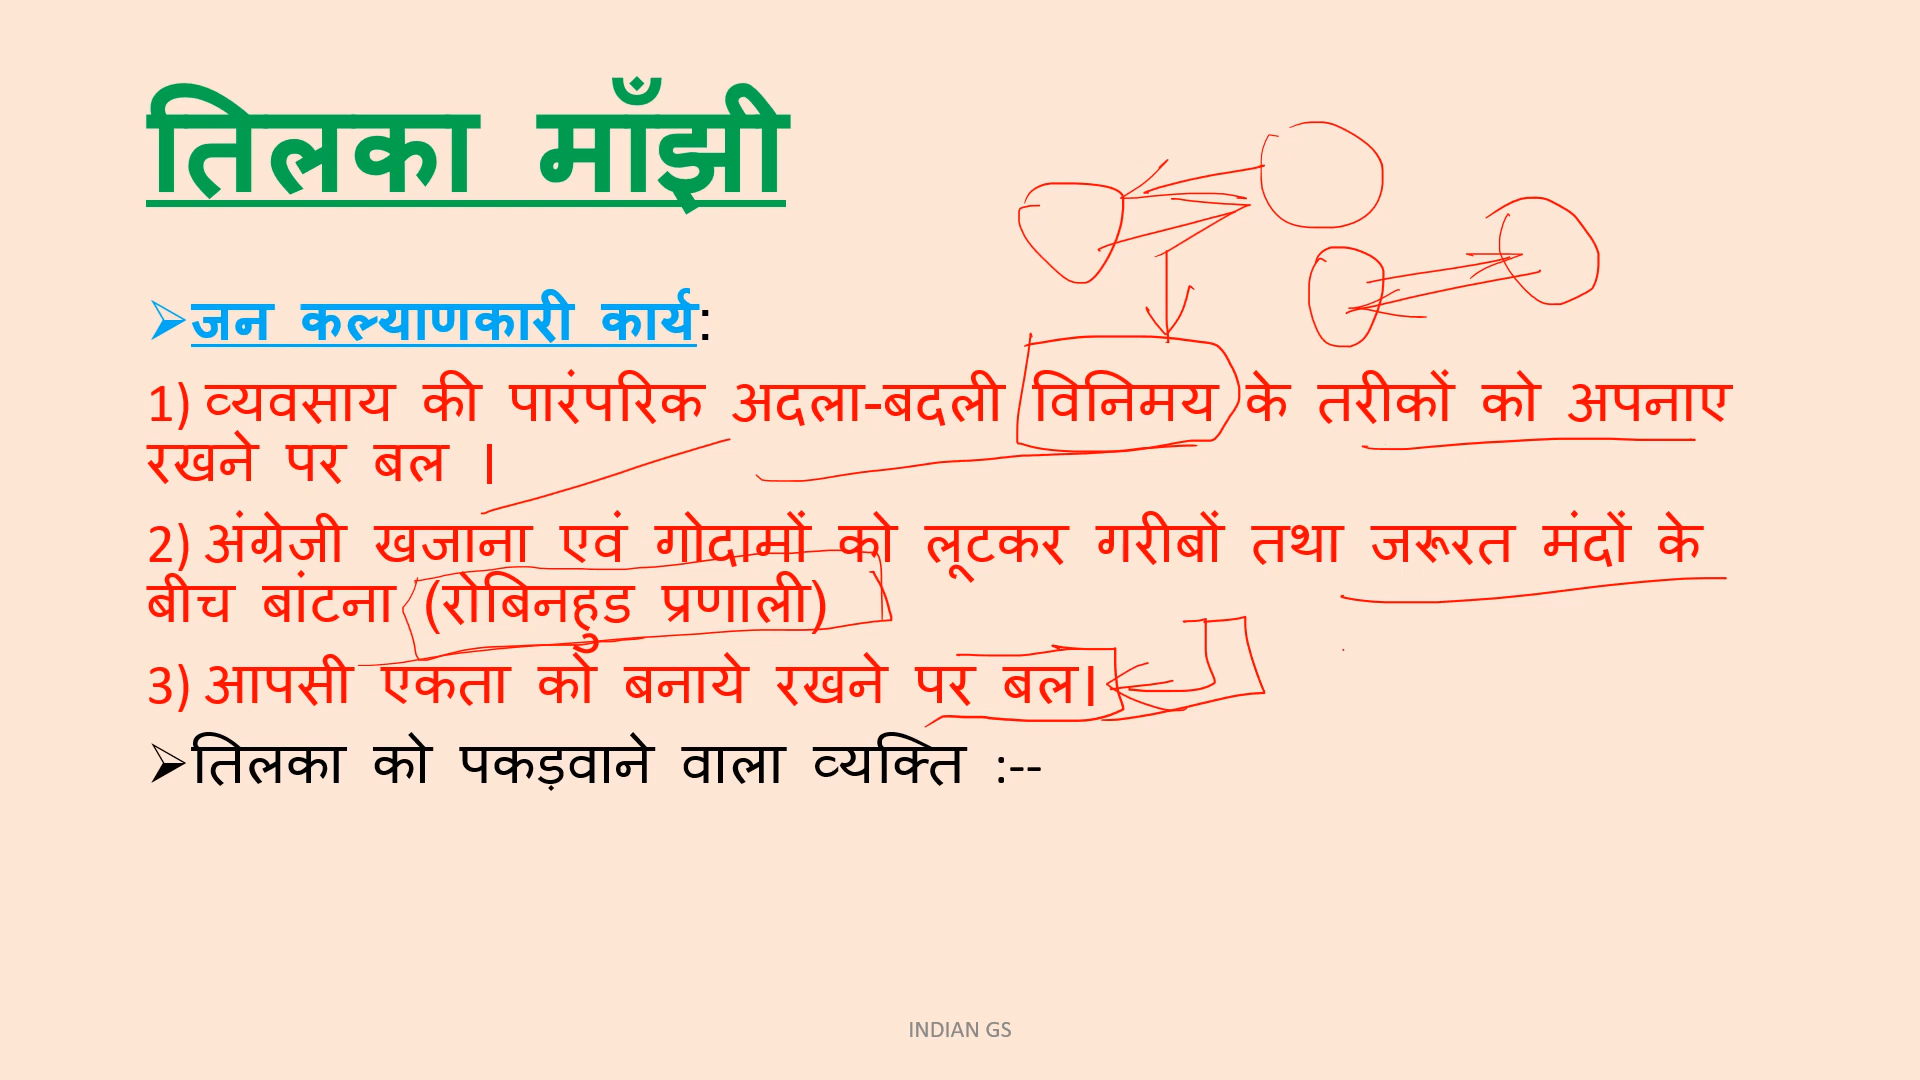 तिलका माँझी
➢जन कल्याणकारी कार्य:
1) व्यवसाय की पारंपरिक अदला-बदली विनिमय के तरीकों को अपनाए
रखने पर बल ।
2) अंग्रेजी खजाना एवं गोदामों को लूटकर गरीबों तथा जरूरत मंदों के
बीच बांटना (रोबिनहुड प्रणाली)
3) आपसी एकता को बनाये रखने पर बल।
➢तिलका को पकड़वाने वाला व्यक्ति :--
INDIAN GS